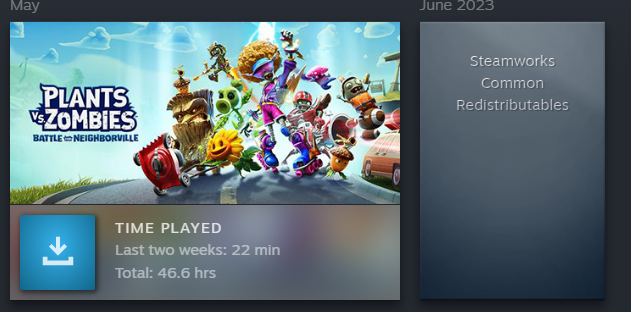 May
PLANTS
VS.
ZOMBIES
BATTLE FOR NEIGHBORVILLE
TIME PLAYED
Last two weeks: 22 min
Total: 46.6 hrs
June 2023
Steamworks
Common
Redistributables